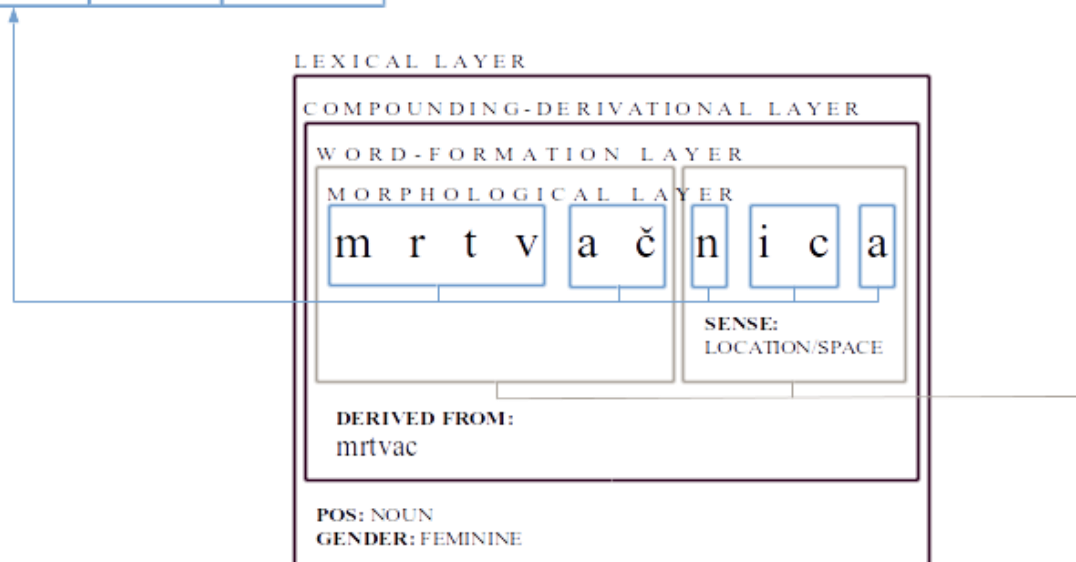 LEXICAL LAYER
COMPOUNDING-DERIVATIONAL LAYER
WORD-FORMATION LAYER
MORPHOLOGICAL LAYER
m r t v a č n i c a
SENSE:
LOCATION/SPACE
DERIVED FROM:
mrtvac
POS: NOUN
GENDER: FEMININE